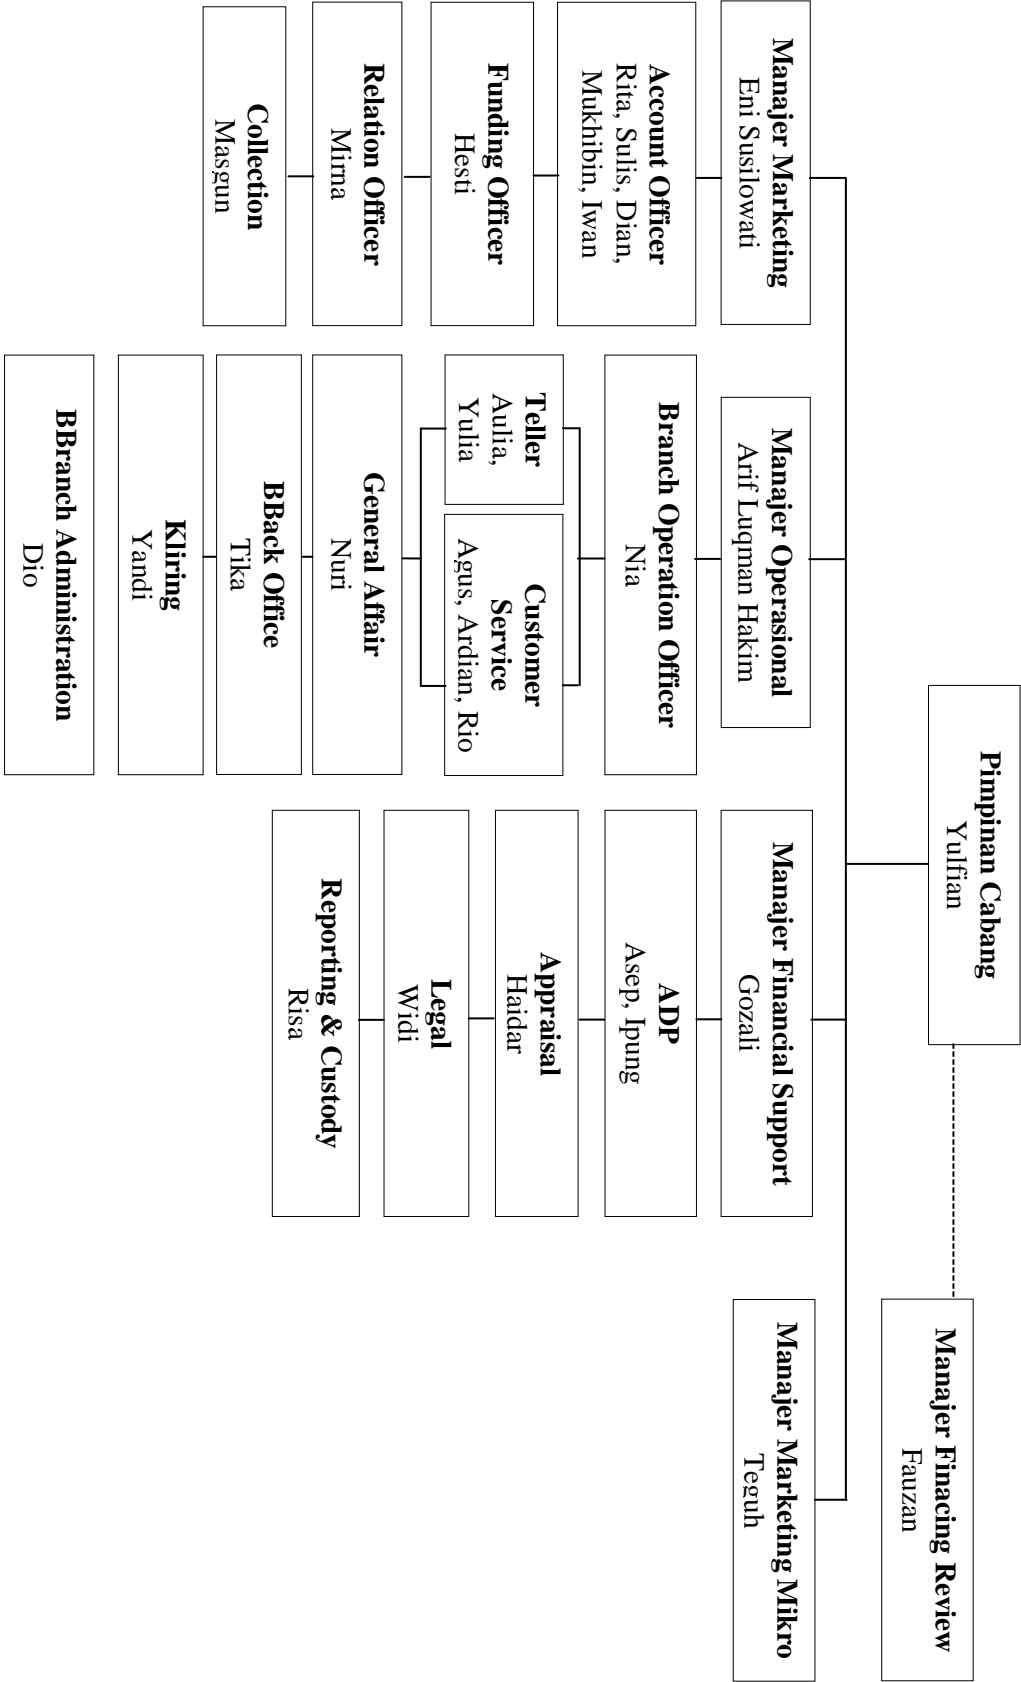 Pimpinan Cabang
Yulfian
Manajer Finacing Review
Fauzan
Manajer Marketing
Eni Susilowati
Manajer Operasional
Arif Luqman Hakim
Manajer Financial Support
Gozali
Manajer Marketing Mikro
Teguh
Account Officer
Rita, Sulis, Dian,
Mukhibin, Iwan
Funding Officer
Hesti
Relation Officer
Mirna
Collection
Masgun
Branch Operation Officer
Nia
Teller
Aulia,
Yulia
Customer
Service
Agus, Ardian, Rio
General Affair
Nuri
BBack Office
Tika
Kliring
Yandi
BBranch Administration
Dio
ADP
Asep, Ipung
Appraisal
Haidar
Legal
Widi
Reporting & Custody
Risa